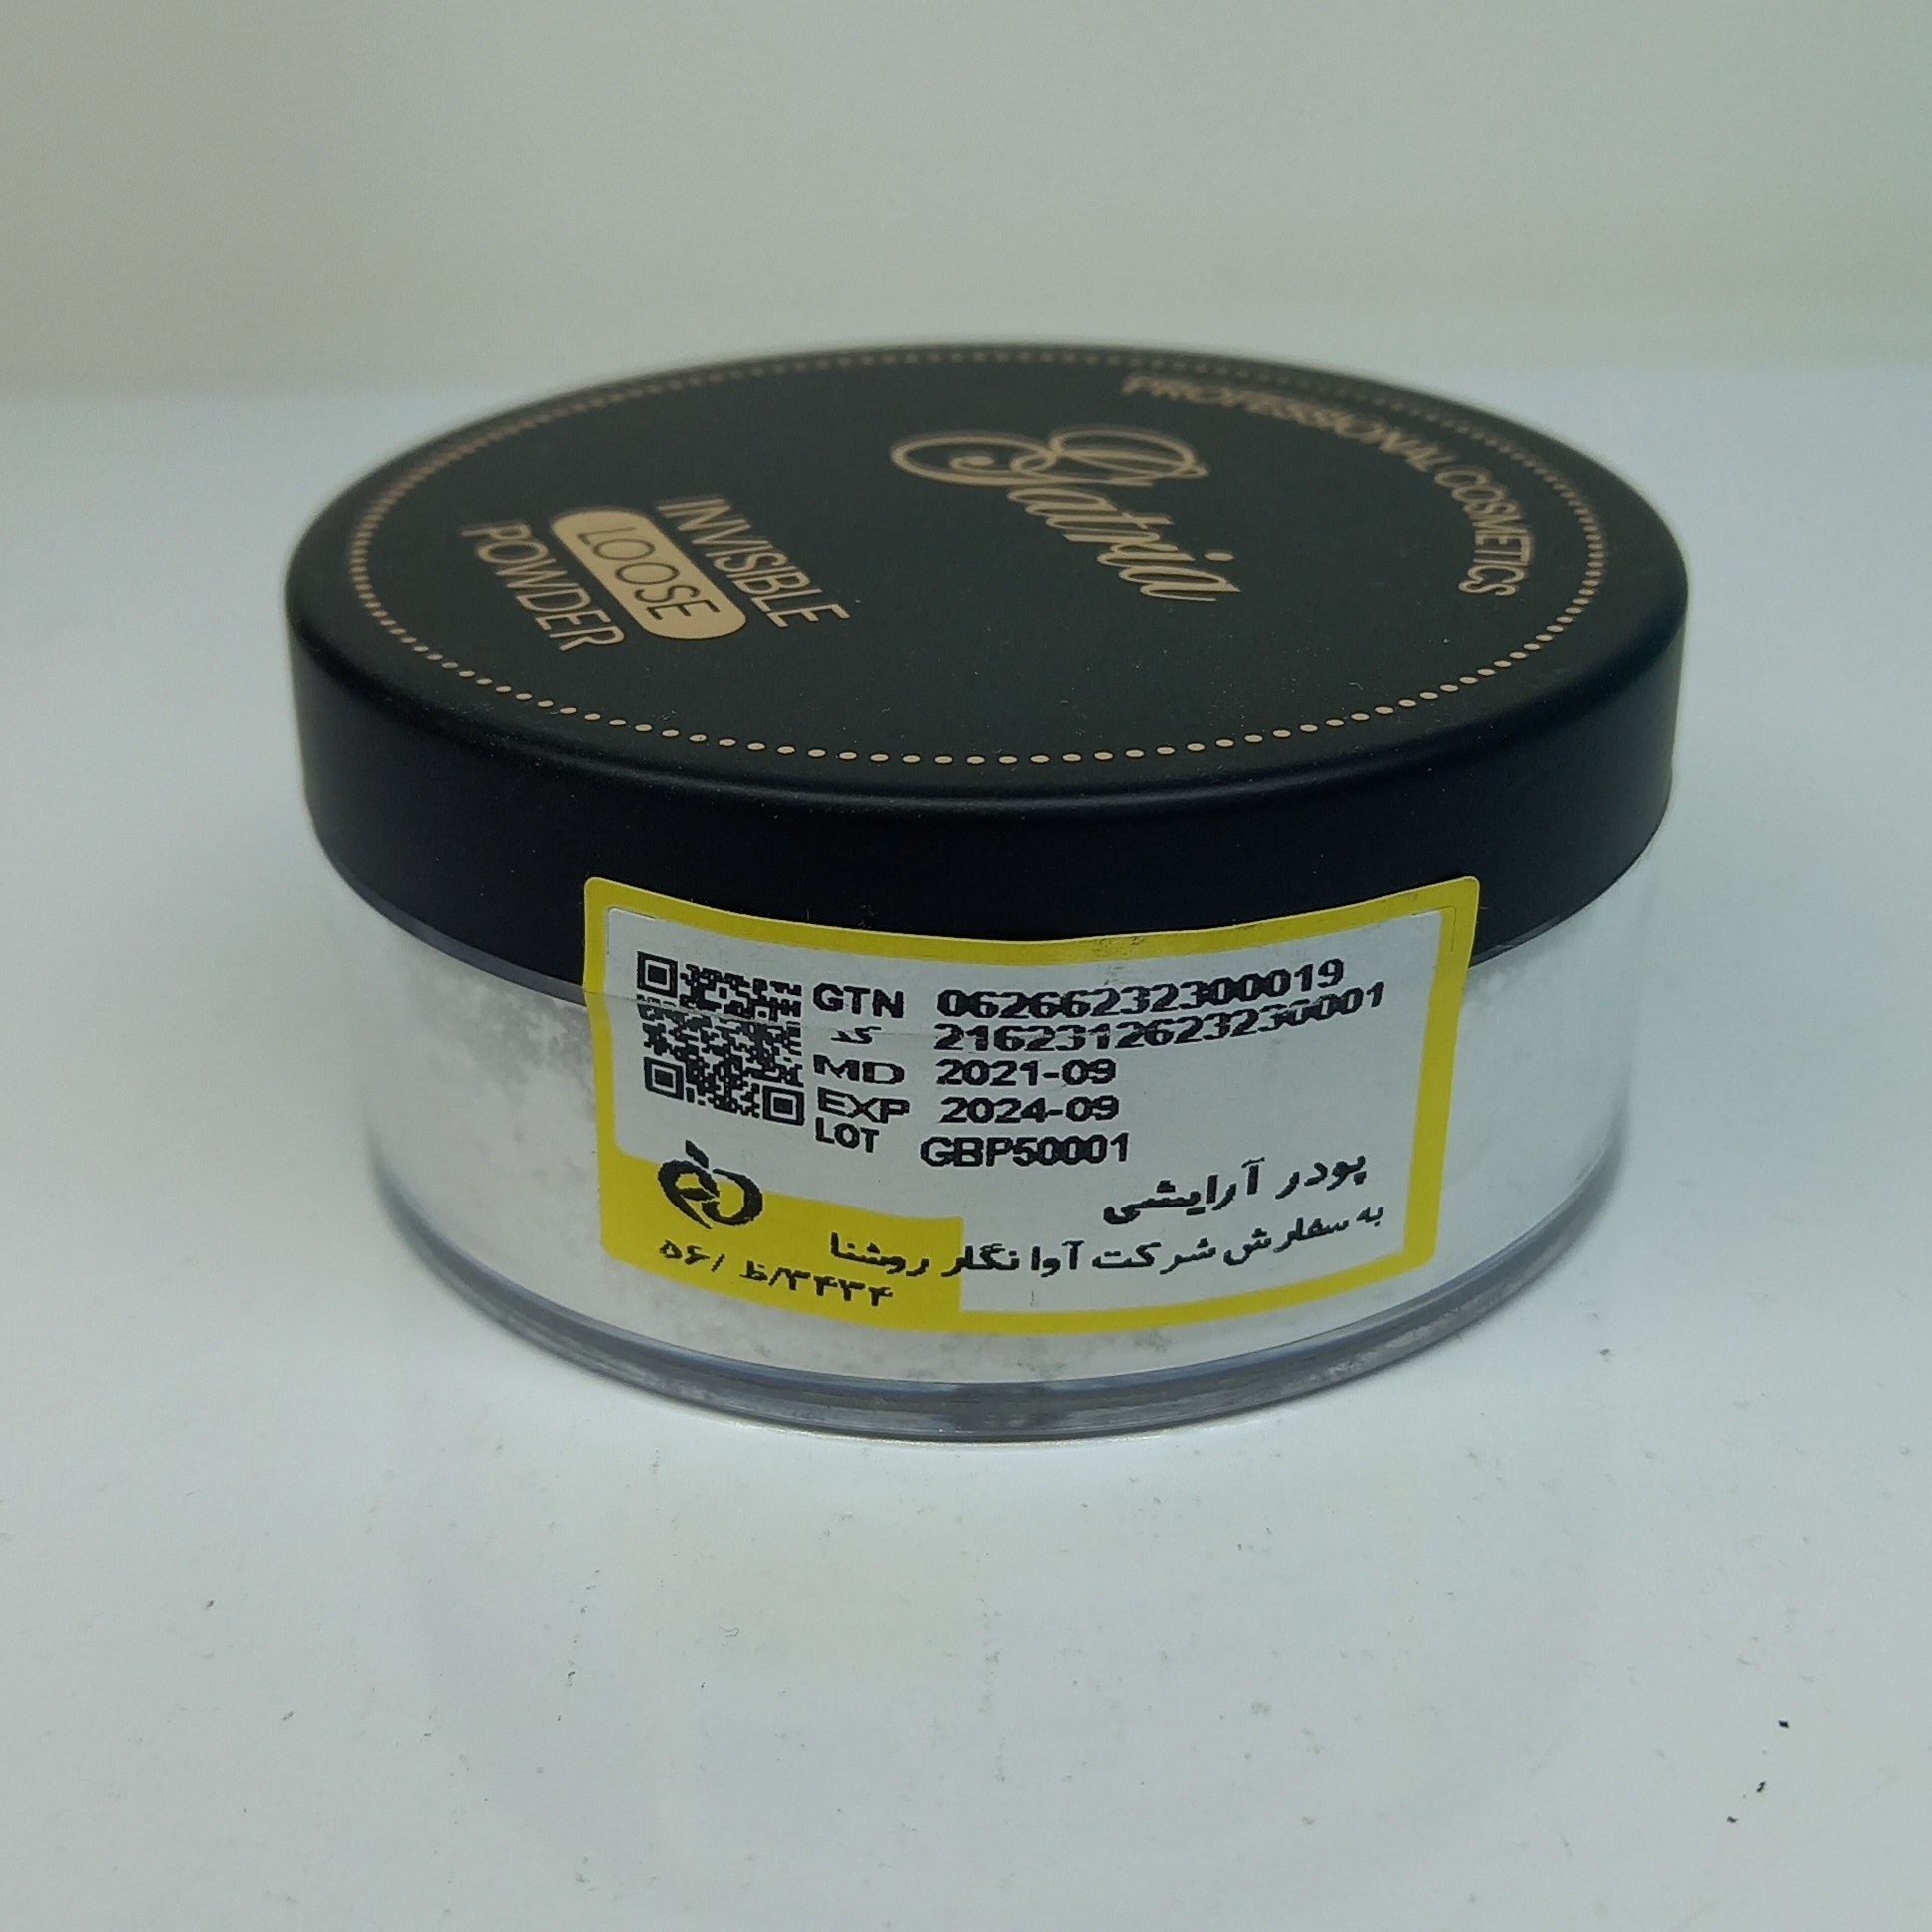 PROFESSIONAL COSMETICS
Gatria
INVISIBLE
LOOSE
POWDER
GTN 06266232300019
کد 2162312623230001
MD 2021-09
EXP 2024-09
LOT GBP50001
پودر آرایشی
به سفارش شرکت آوا نگار روشنا
۵۶/ ظ/۳۴۳۴